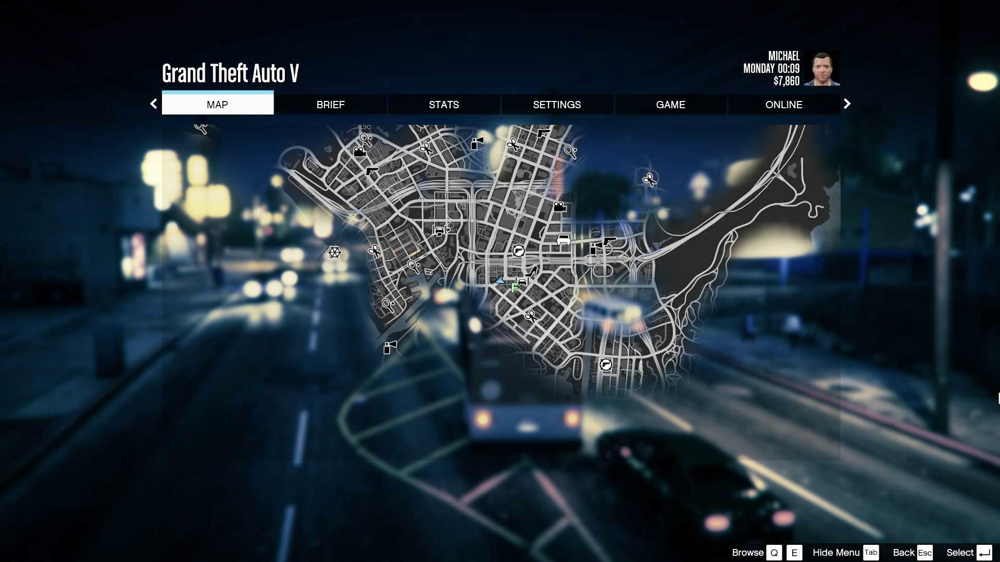 Grand Theft Auto V
MICHAEL
MONDAY 00:09
$7,860
MAP
BRIEF
STATS
SETTINGS
GAME
ONLINE
F
Browse Q E Hide Menu Tab Back Esc Select